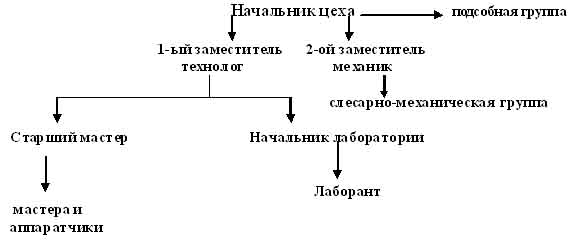 Начальник цеха
подсобная группа
1-ый заместитель
технолог
2-ой заместитель
механик
слесарно-механическая группа
Старший мастер
Начальник лаборатории
Лаборант
мастера и
аппаратчики